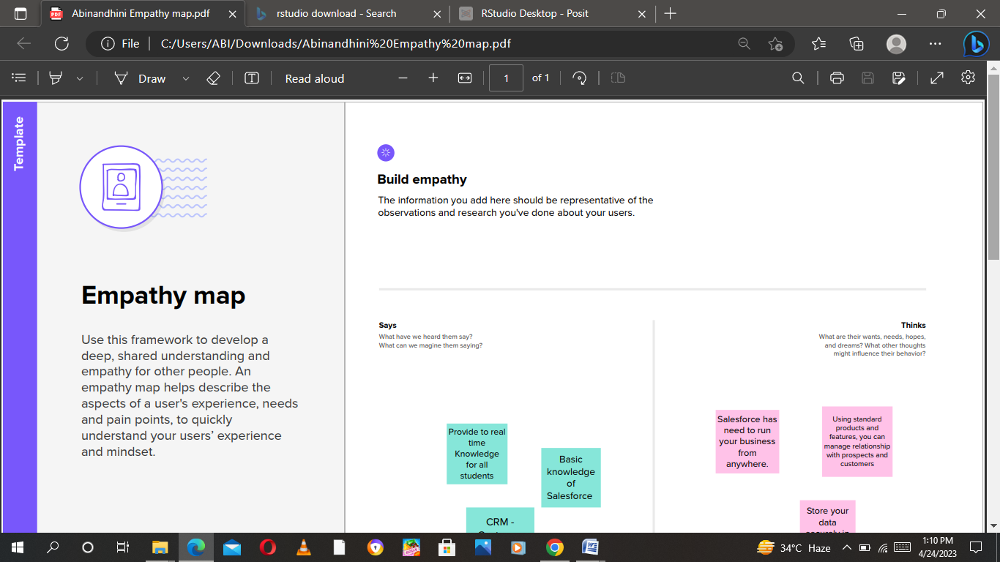 Abinandhini Empathy map.pdf
rstudio download - Search
RStudio Desktop - Posit
File
C:/Users/ABI/Downloads/Abinandhini%20Empathy%20map.pdf
Draw
Read aloud
1
of 1
Template
Build empathy
The information you add here should be representative of the
observations and research you've done about your users.
Empathy map
Use this framework to develop a
deep, shared understanding and
empathy for other people. An
empathy map helps describe the
aspects of a user's experience, needs
and pain points, to quickly
understand your users’ experience
and mindset.
Says
What have we heard them say?
What can we magine them saying?
Thinks
What are their wants, needs, hopes,
and dreams? What other thoughts
might influence their behavior?
Provide to real
time
Knowledge
for all
students
Basic
knowledge
of
Salesforce
CRM -
Salesforce has
need to run
your business
from
anywhere.
Using standard
products and
features, you can
manage relationship
with prospects and
customers
Store your
data
34°C Haze
1:10 PM
4/24/2023